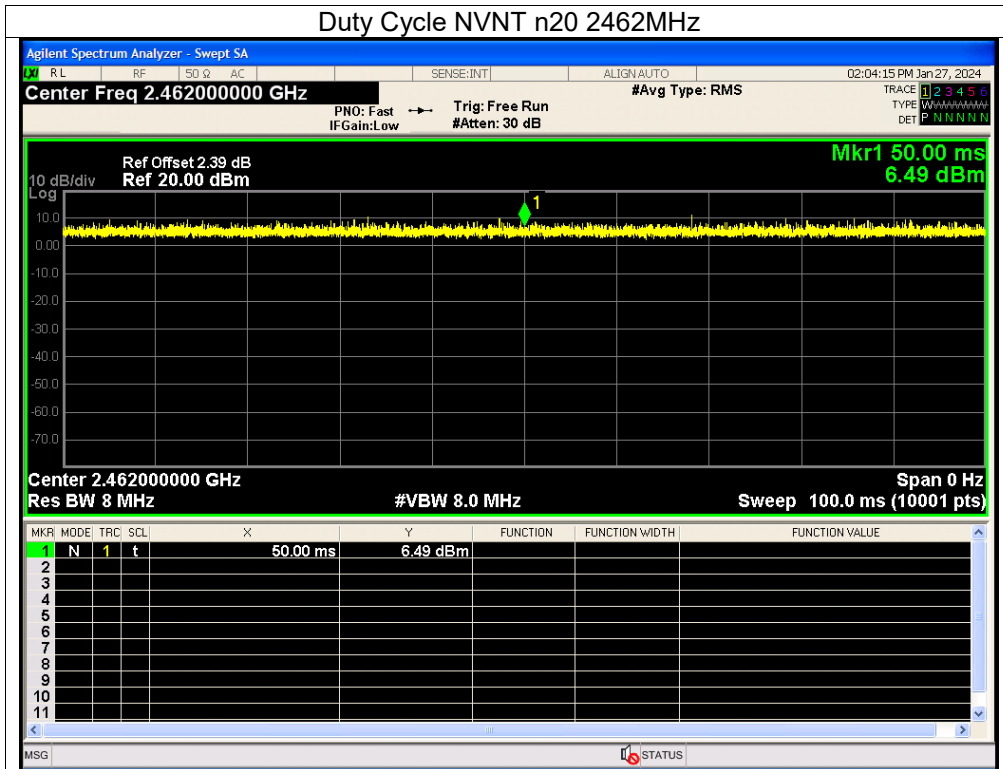 Duty Cycle NVNT n20 2462MHz
Agilent Spectrum Analyzer - Swept SA
LXI RL RF 50 Ω AC SENSE:INT ALIGN AUTO 02:04:15 PM Jan 27, 2024
Center Freq 2.462000000 GHz #Avg Type: RMS TRACE 1 2 3 4 5 6
PNO: Fast Trig: Free Run TYPE WWWWWW
IFGain:Low #Atten: 30 dB DET P N N N N N
Mkr1 50.00 ms
Ref Offset 2.39 dB
10 dB/div Ref 20.00 dBm 6.49 dBm
Log
1
10.0
0.00
-10.0
-20.0
-30.0
-40.0
-50.0
-60.0
-70.0
Center 2.462000000 GHz Span 0 Hz
Res BW 8 MHz #VBW 8.0 MHz Sweep 100.0 ms (10001 pts)
MKR MODE TRC SCL X Y FUNCTION FUNCTION WIDTH FUNCTION VALUE
1 N 1 t 50.00 ms 6.49 dBm
2
3
4
5
6
7
8
9
10
11
MSG STATUS